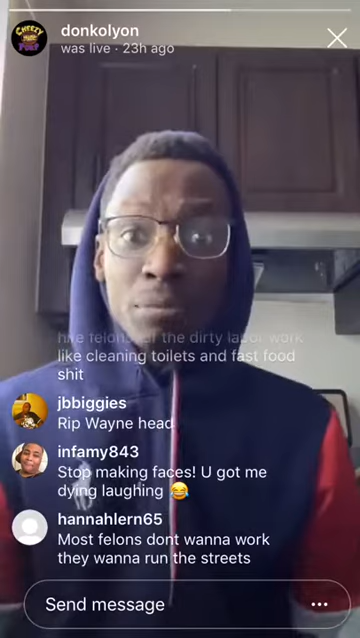 donkolyon
was live · 23h ago
hire felons for the dirty labor work
like cleaning toilets and fast food
shit
jbbiggies
Rip Wayne head
infamy843
Stop making faces! U got me
dying laughing 😂
hannahlern65
Most felons dont wanna work
they wanna run the streets
Send message